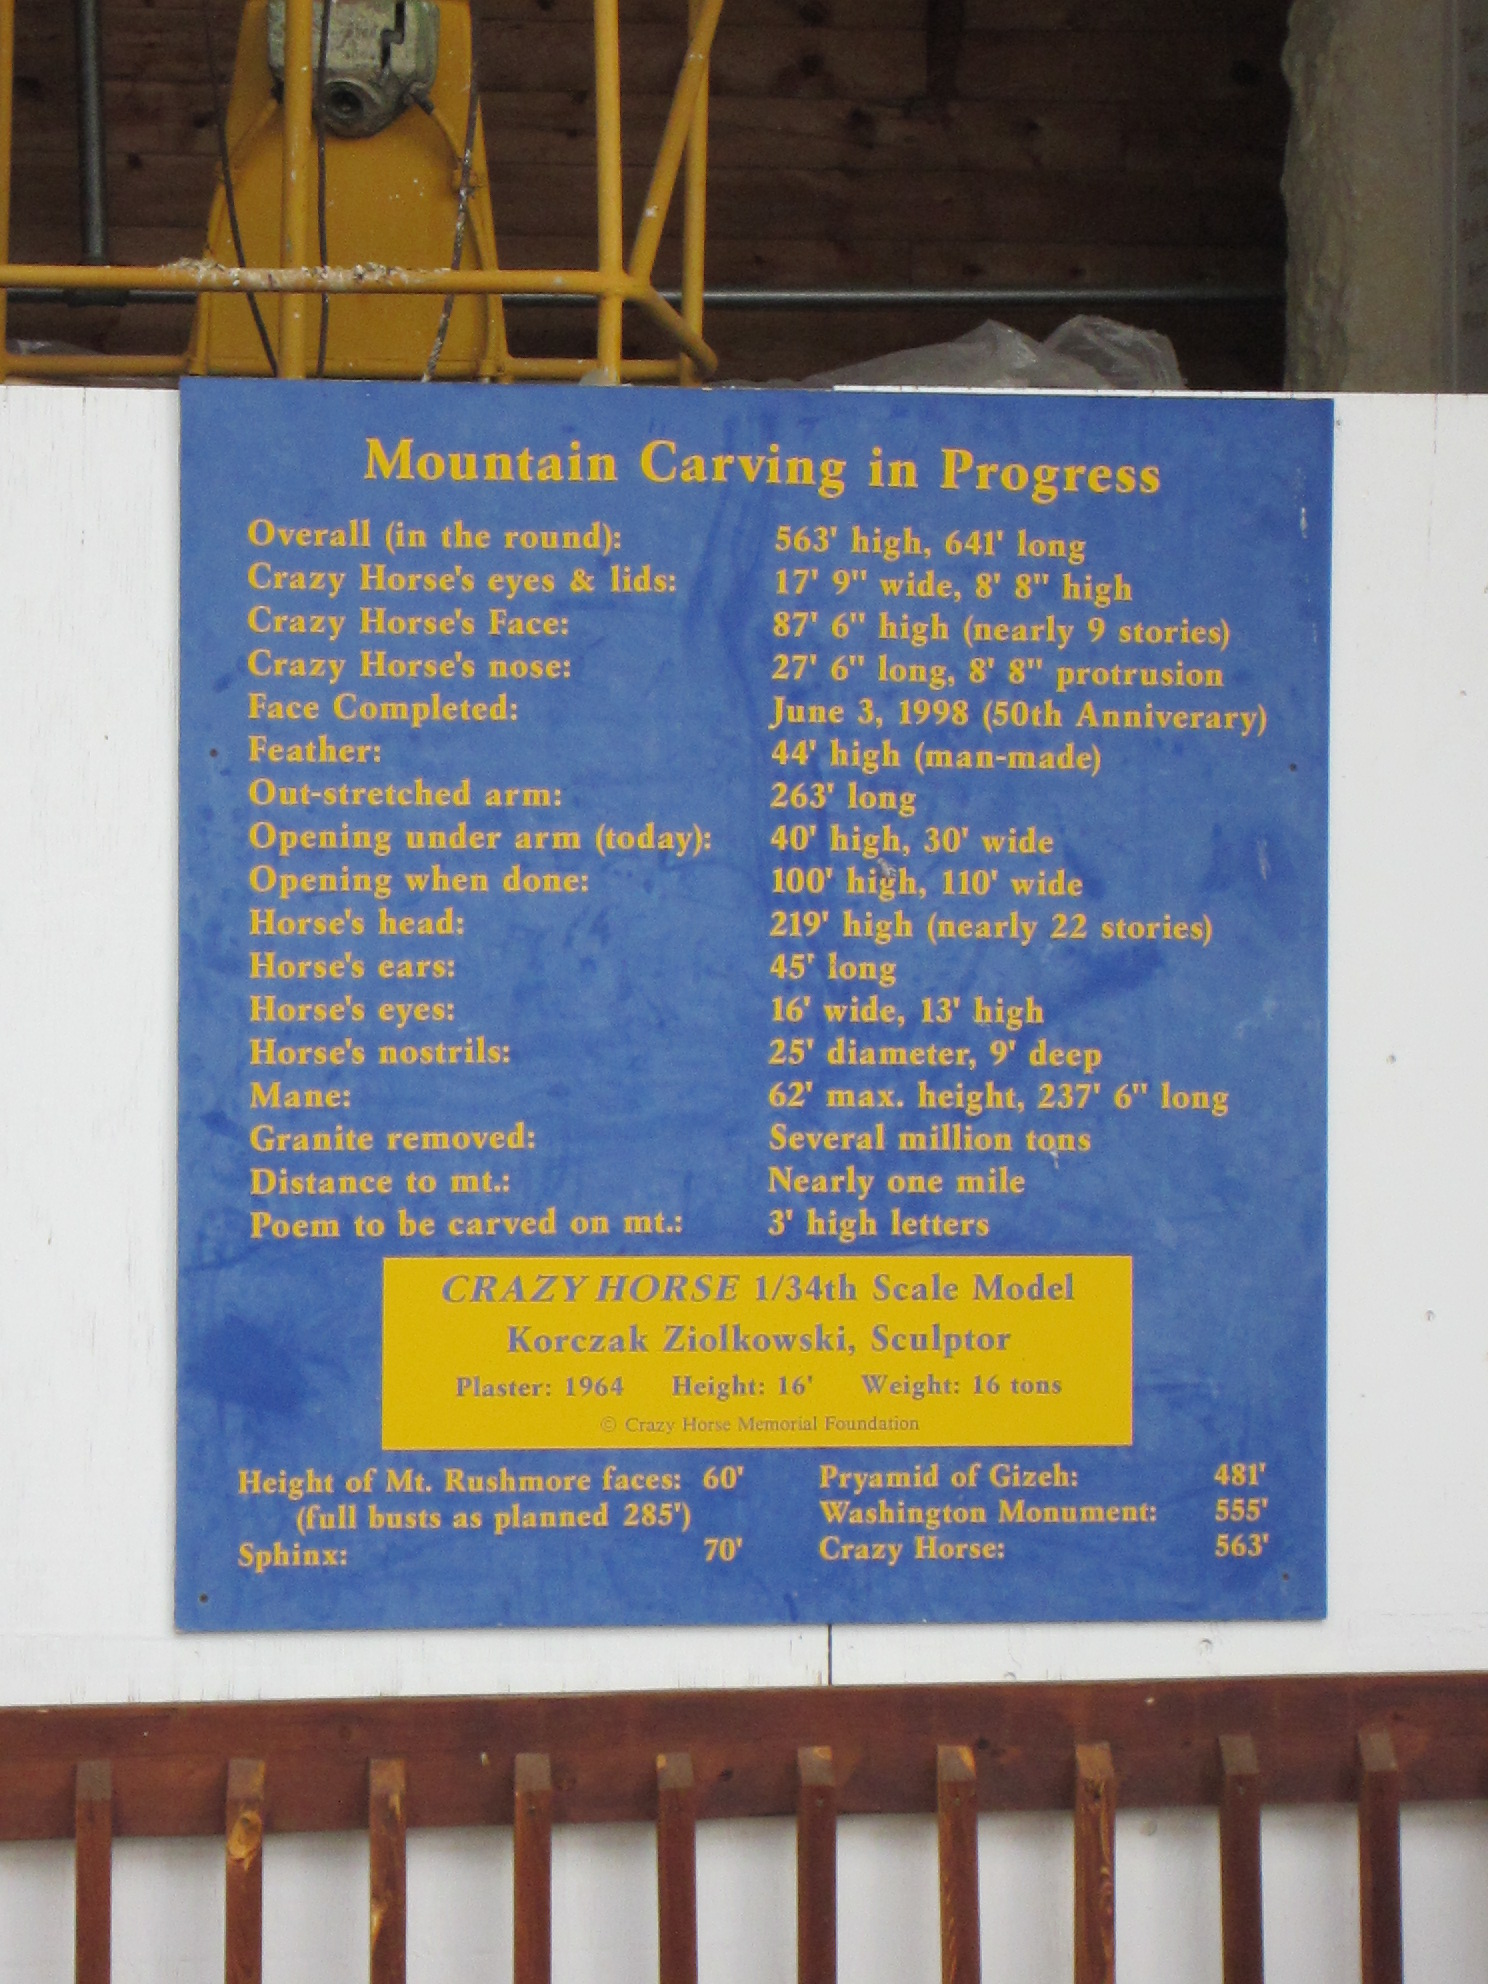 Mountain Carving in Progress
Overall (in the round): 563' high, 641' long
Crazy Horse's eyes & lids: 17' 9" wide, 8' 8" high
Crazy Horse's Face: 87' 6" high (nearly 9 stories)
Crazy Horse's nose: 27' 6" long, 8' 8" protrusion
Face Completed: June 3, 1998 (50th Anniverary)
Feather: 44' high (man-made)
Out-stretched arm: 263' long
Opening under arm (today): 40' high, 30' wide
Opening when done: 100' high, 110' wide
Horse's head: 219' high (nearly 22 stories)
Horse's ears: 45' long
Horse's eyes: 16' wide, 13' high
Horse's nostrils: 25' diameter, 9' deep
Mane: 62' max. height, 237' 6" long
Granite removed: Several million tons
Distance to mt.: Nearly one mile
Poem to be carved on mt.: 3' high letters
CRAZY HORSE 1/34th Scale Model
Korczak Ziolkowski, Sculptor
Plaster: 1964 Height: 16' Weight: 16 tons
© Crazy Horse Memorial Foundation
Height of Mt. Rushmore faces: 60'
(full busts as planned 285')
Sphinx: 70'
Pryamid of Gizeh: 481'
Washington Monument: 555'
Crazy Horse: 563'